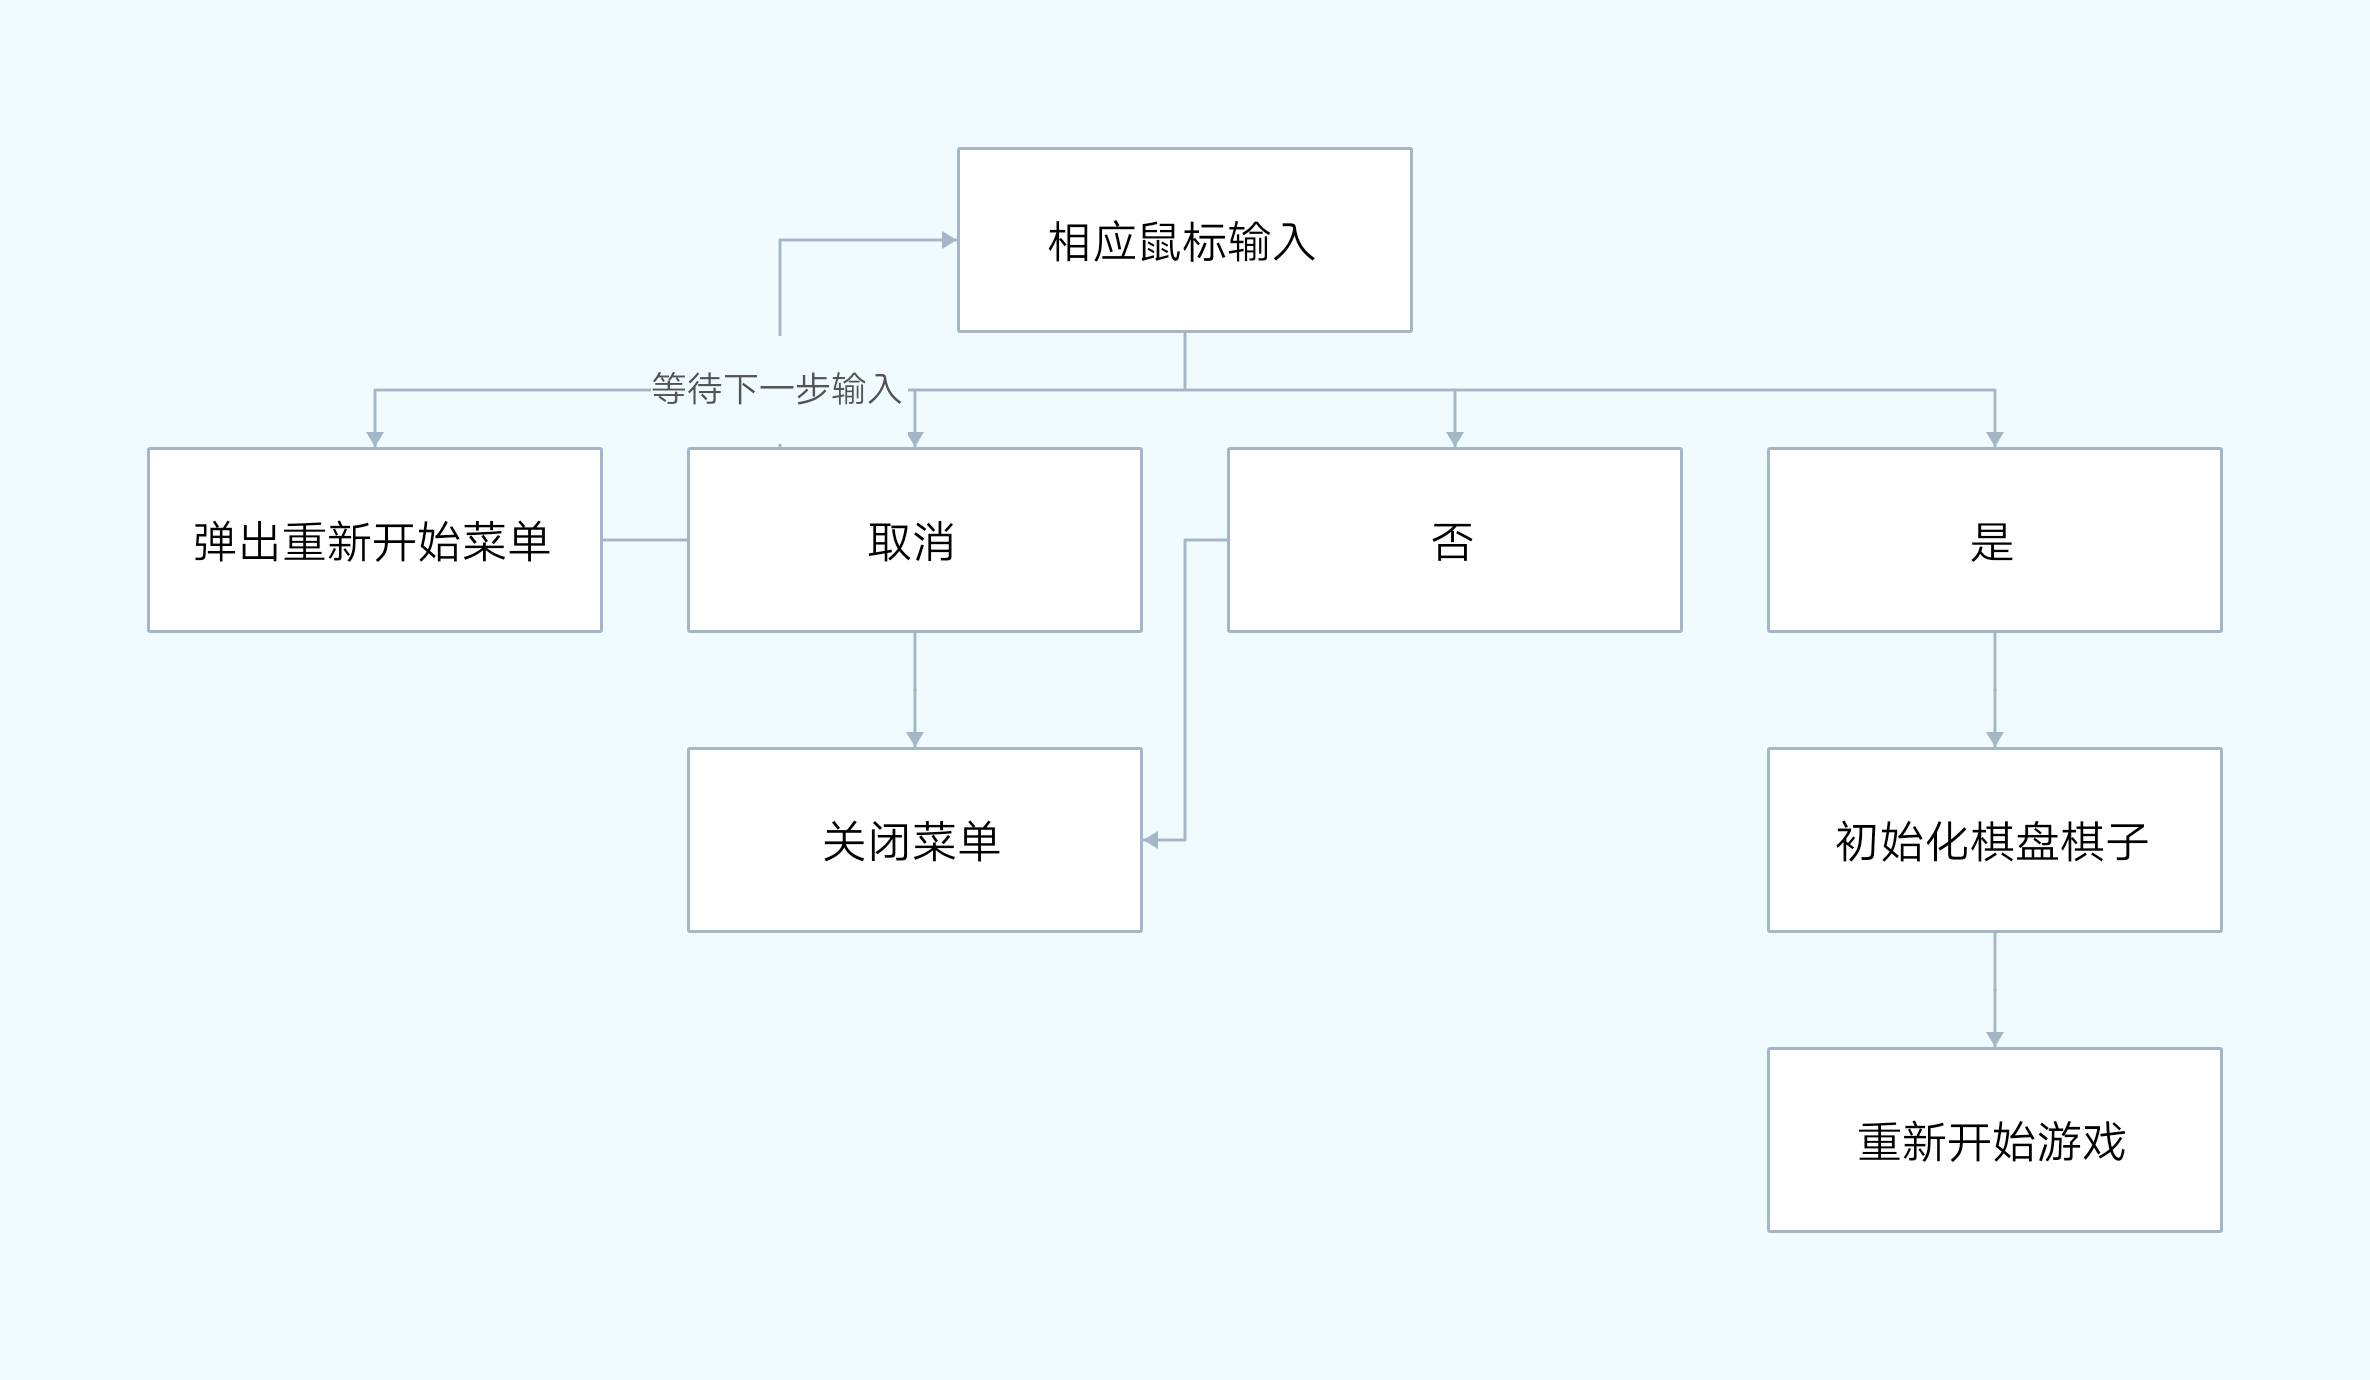 相应鼠标输入
等待下一步输入
弹出重新开始菜单
取消
否
是
关闭菜单
初始化棋盘棋子
重新开始游戏